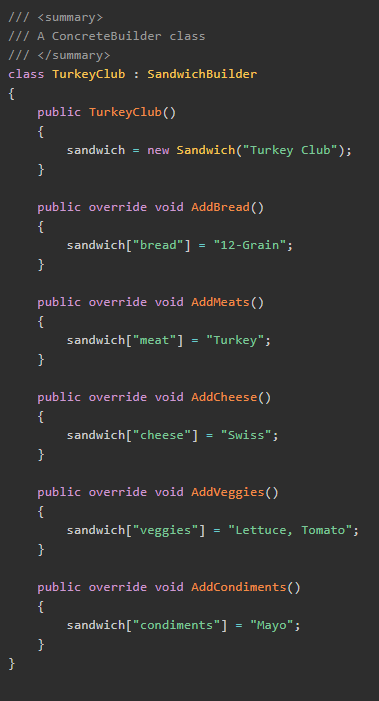 /// <summary>
/// A ConcreteBuilder class
/// </summary>
class TurkeyClub : SandwichBuilder
{
    public TurkeyClub()
    {
        sandwich = new Sandwich("Turkey Club");
    }

    public override void AddBread()
    {
        sandwich["bread"] = "12-Grain";
    }

    public override void AddMeats()
    {
        sandwich["meat"] = "Turkey";
    }

    public override void AddCheese()
    {
        sandwich["cheese"] = "Swiss";
    }

    public override void AddVeggies()
    {
        sandwich["veggies"] = "Lettuce, Tomato";
    }

    public override void AddCondiments()
    {
        sandwich["condiments"] = "Mayo";
    }
}